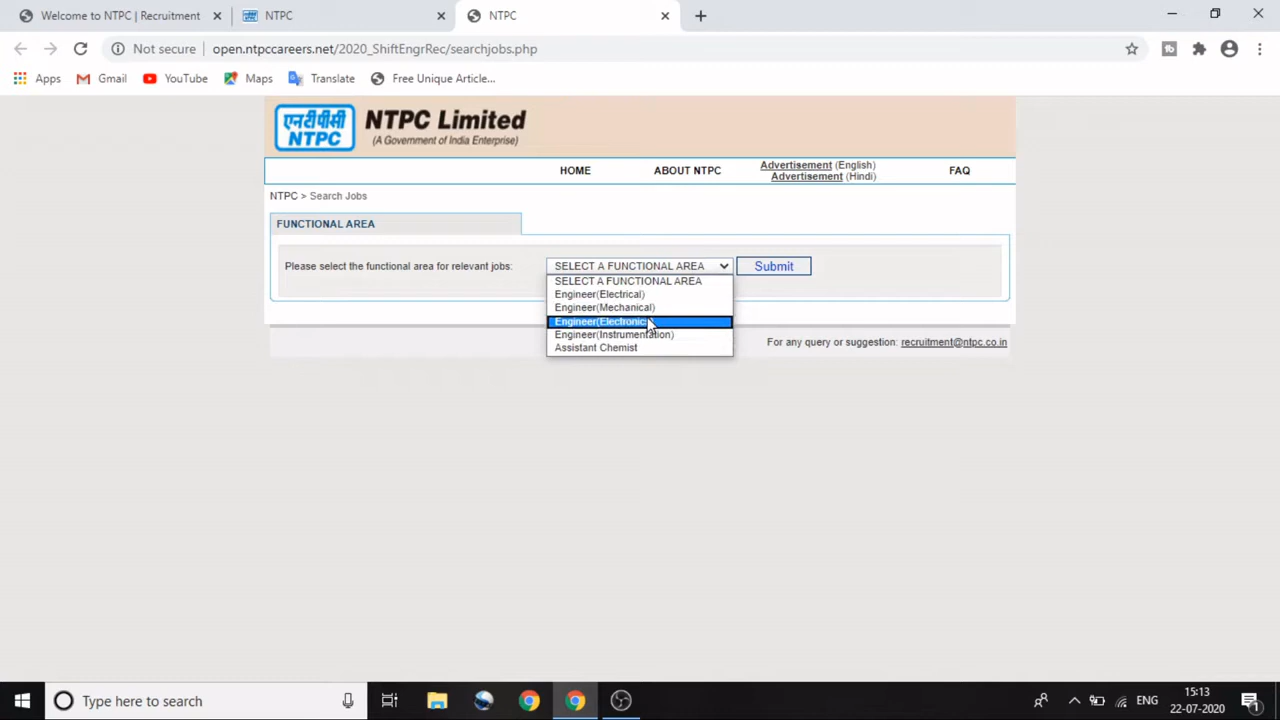 Welcome to NTPC | Recruitment
NTPC
NTPC
Not secure
open.ntpccareers.net/2020_ShiftEngrRec/searchjobs.php
Apps
Gmail
YouTube
Maps
Translate
Free Unique Article...
एनटीपीसी
NTPC
NTPC Limited
(A Government of India Enterprise)
HOME
ABOUT NTPC
Advertisement (English)
Advertisement (Hindi)
FAQ
NTPC > Search Jobs
FUNCTIONAL AREA
Please select the functional area for relevant jobs:
SELECT A FUNCTIONAL AREA
Submit
SELECT A FUNCTIONAL AREA
Engineer(Electrical)
Engineer(Mechanical)
Engineer(Electronic
Engineer(Instrumentation)
Assistant Chemist
For any query or suggestion: recruitment@ntpc.co.in
Type here to search
ENG
15:13
22-07-2020
1